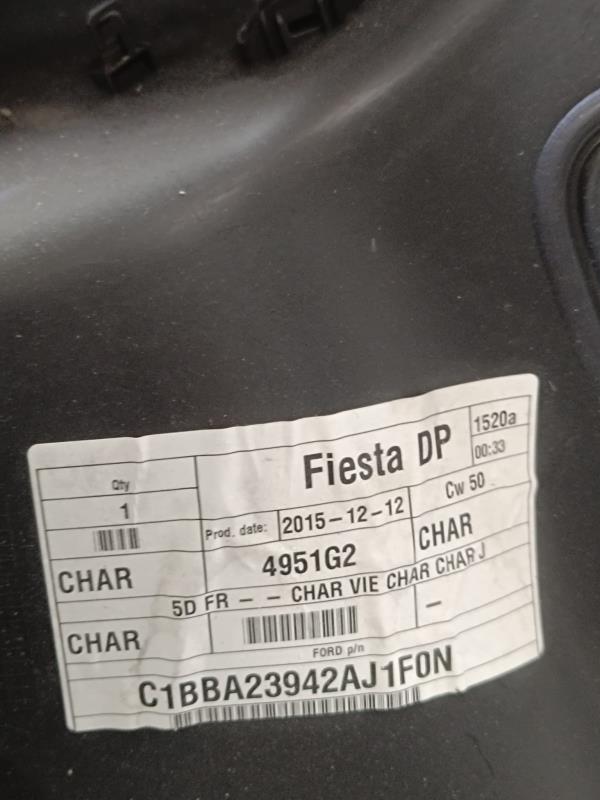 Qty
1
Fiesta DP
1520a
00:33
Prod. date: 2015-12-12
Cw 50
CHAR
4951G2
CHAR
5D FR - - CHAR VIE CHAR CHAR J
CHAR
-
FORD p/n
C1BBA23942AJ1F0N